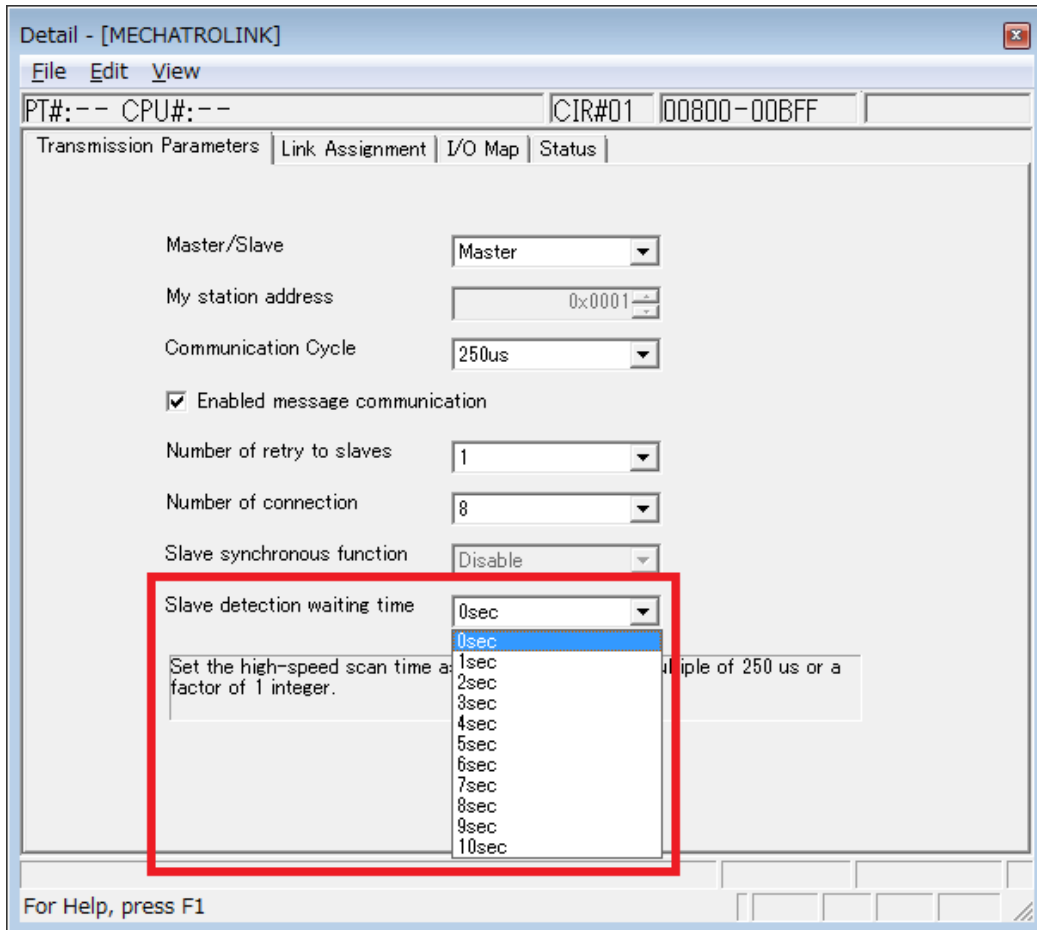 Detail - [MECHATROLINK]
File Edit View
PT#:-- CPU#:-- CIR#01 00800-00BFF
Transmission Parameters Link Assignment I/O Map Status
Master/Slave Master
My station address 0x0001
Communication Cycle 250us
Enabled message communication
Number of retry to slaves 1
Number of connection 8
Slave synchronous function Disable
Slave detection waiting time 0sec
0sec
1sec
2sec
3sec
4sec
5sec
6sec
7sec
8sec
9sec
10sec
Set the high-speed scan time of 250 us or a
factor of 1 integer.
For Help, press F1